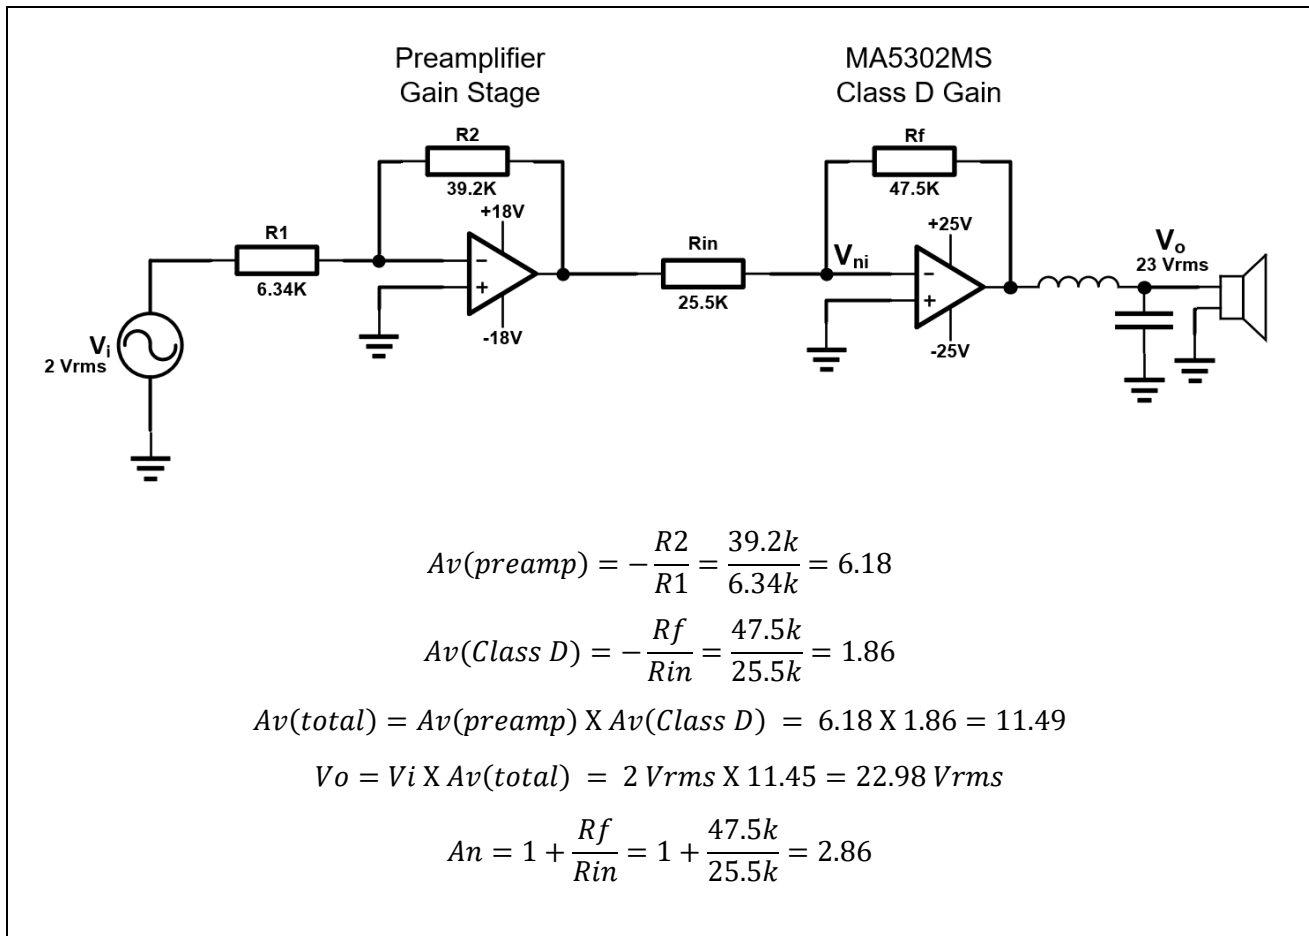 Preamplifier
Gain Stage
MA5302MS
Class D Gain
R2
39.2K
+18V
-18V
R1
6.34K
−
+
Vi
2 Vrms
Rin
25.5K
Rf
47.5K
Vni
+25V
-25V
−
+
Vo
23 Vrms
Av(preamp) = −R2/R1 = 39.2k/6.34k = 6.18
Av(Class D) = −Rf/Rin = 47.5k/25.5k = 1.86
Av(total) = Av(preamp) X Av(Class D) = 6.18 X 1.86 = 11.49
Vo = Vi X Av(total) = 2 Vrms X 11.45 = 22.98 Vrms
An = 1 + Rf/Rin = 1 + 47.5k/25.5k = 2.86